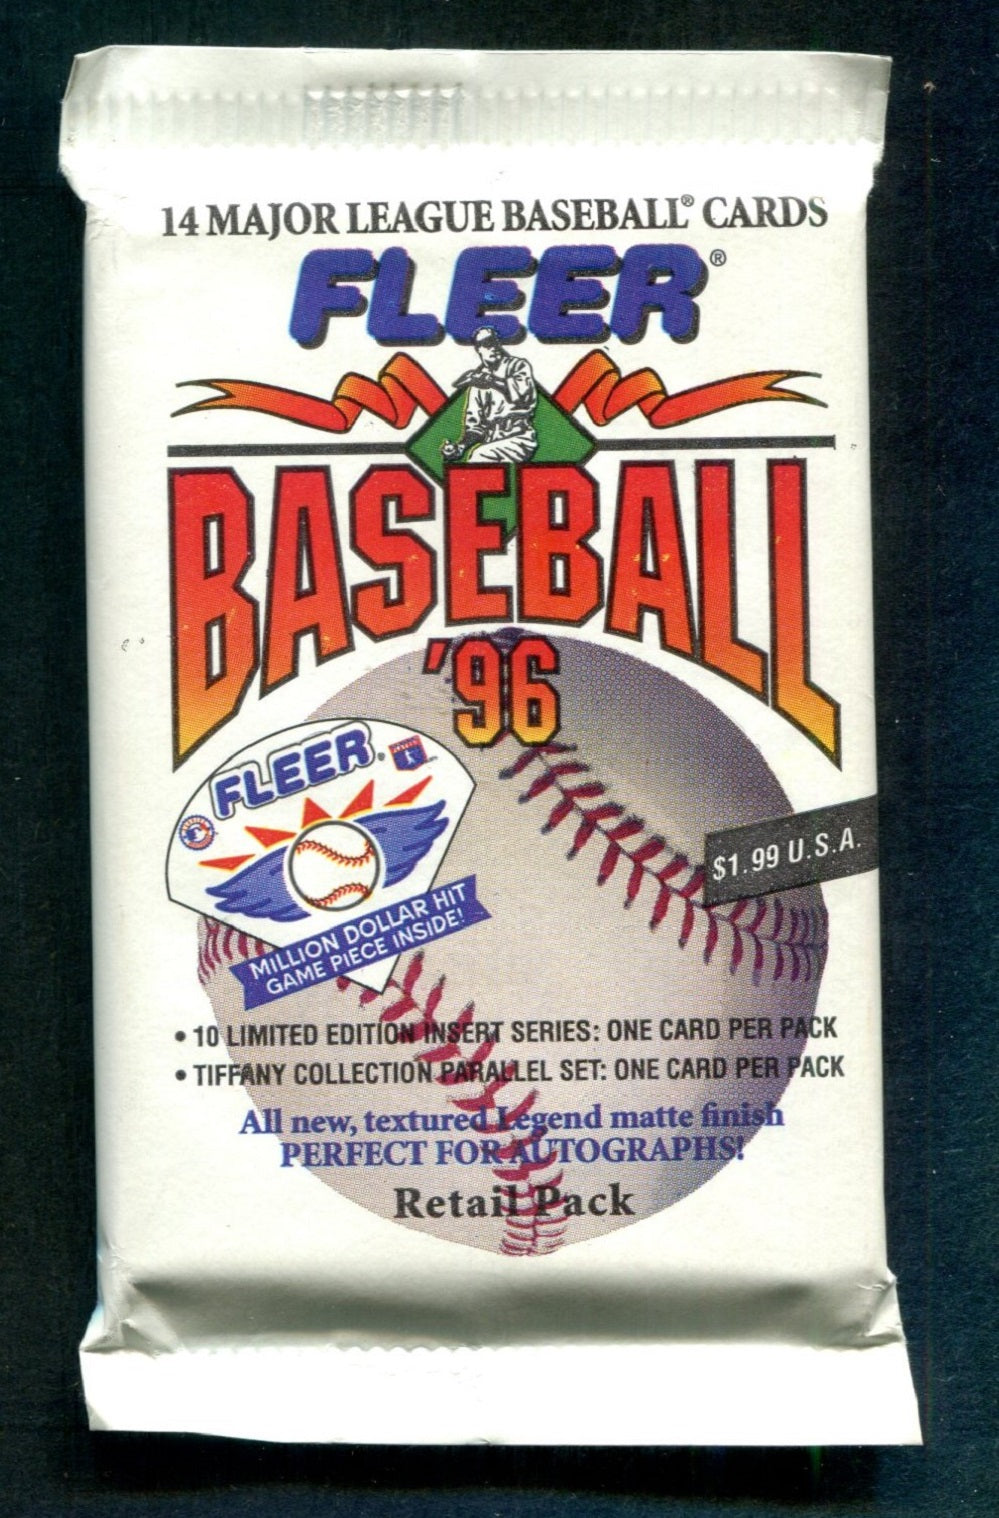 14 MAJOR LEAGUE BASEBALL® CARDS
FLEER®
BASEBALL
'96
FLEER®
$1.99 U.S.A.
MILLION DOLLAR HIT
GAME PIECE INSIDE!
• 10 LIMITED EDITION INSERT SERIES: ONE CARD PER PACK
• TIFFANY COLLECTION PARALLEL SET: ONE CARD PER PACK
All new, textured Legend matte finish
PERFECT FOR AUTOGRAPHS!
Retail Pack